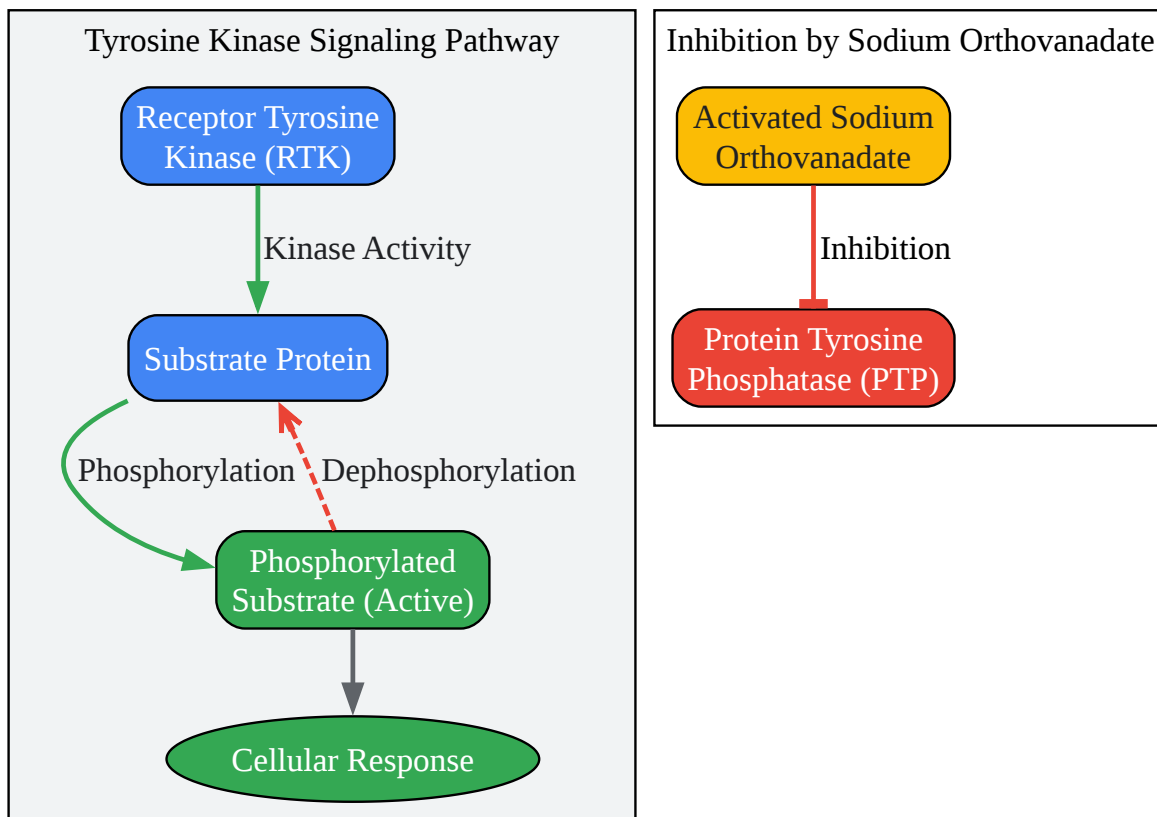 Tyrosine Kinase Signaling Pathway
Receptor Tyrosine
Kinase (RTK)
Kinase Activity
Substrate Protein
Phosphorylation
Dephosphorylation
Phosphorylated
Substrate (Active)
Cellular Response
Inhibition by Sodium Orthovanadate
Activated Sodium
Orthovanadate
Inhibition
Protein Tyrosine
Phosphatase (PTP)